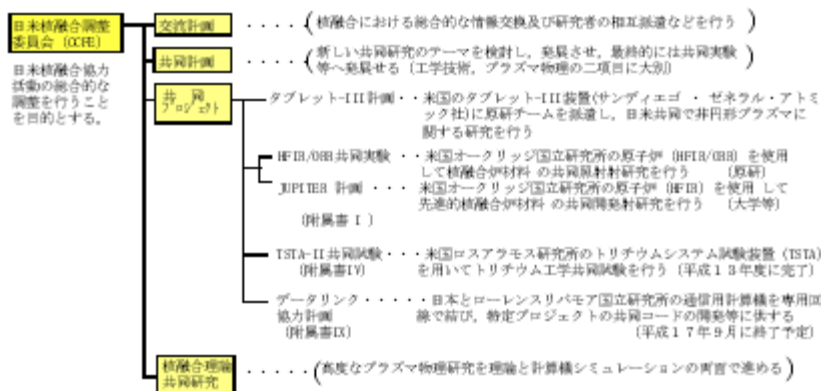 日米核融合調整
委員会 (CCFE)
日米核融合協力
活動の総合的な
調整を行うこと
を目的とする。
交流計画 ・・・・・(核融合における総合的な情報交換及び研究者の相互派遣などを行う)
共同計画 ・・・・・(新しい共同研究のテーマを検討し，発展させ，最終的には共同実験
等へ発展せる (工学技術，プラズマ物理の二項目に大別))
共 同
プロジェクト
ダブレット-III計画・・米国のダブレット-III装置(サンディエゴ ・ ゼネラル・アトミ
ック社)に原研チームを派遣し，日米共同で非円形プラズマに
関する研究を行う
HFIR/ORR共同実験 ・・米国オークリッジ国立研究所の原子炉 (HFIR/ORR) を使用
して核融合炉材料 の共同照射研究を行う (原研)
JUPITER 計画・・ 米国オークリッジ国立研究所の原子炉 (HFIR) を使用 して
先進的核融合炉材料 の共同開発射研究を行う (大学等)
(附属書 I )
TSTA-II共同試験・・米国ロスアラモス研究所のトリチウムシステム試験装置 (TSTA)
(附属書IV) を用いてトリチウム工学共同試験を行う (平成１３年度に完了)
データリンク・・・・・日本とローレンスリバモア国立研究所の通信用計算機を専用回
協力計画 線で結び，特定プロジェクトの共同コードの開発等に供する
(附属書IX) (平成１７年９月に終了予定)
核融合理論
共同研究 ・・・・・(高度なプラズマ物理研究を理論と計算機シミュレーションの両面で進める)